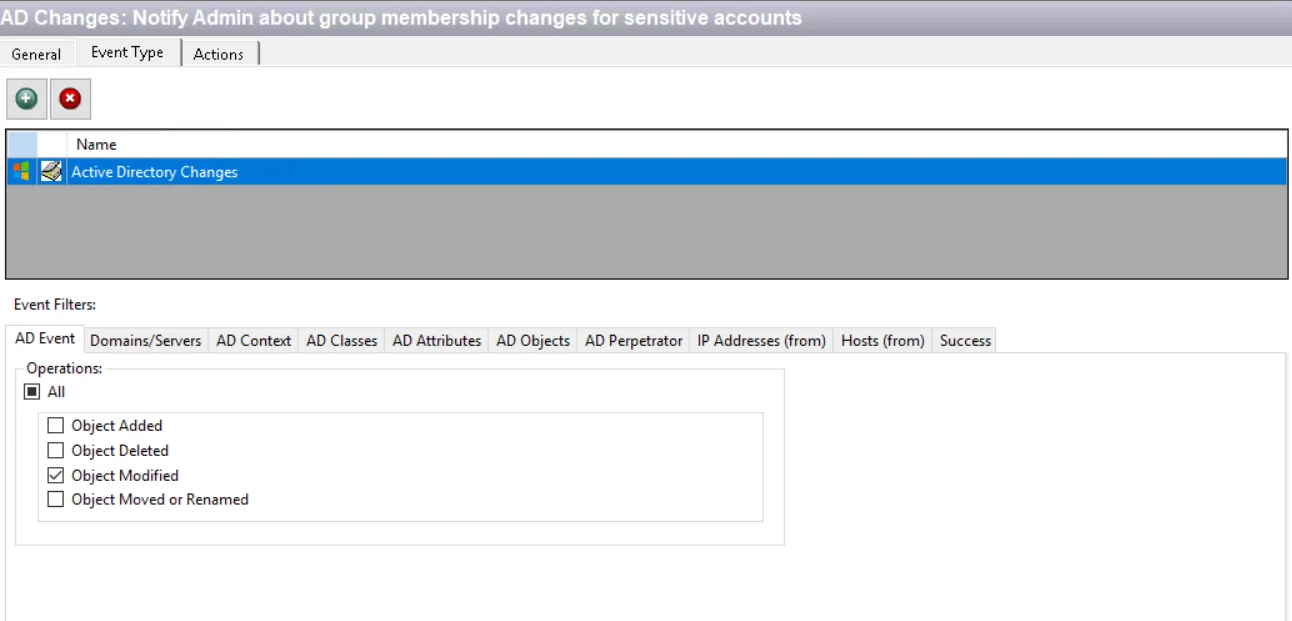 AD Changes: Notify Admin about group membership changes for sensitive accounts
General Event Type Actions
Name
Active Directory Changes
Event Filters:
AD Event Domains/Servers AD Context AD Classes AD Attributes AD Objects AD Perpetrator IP Addresses (from) Hosts (from) Success
Operations:
All
Object Added
Object Deleted
Object Modified
Object Moved or Renamed